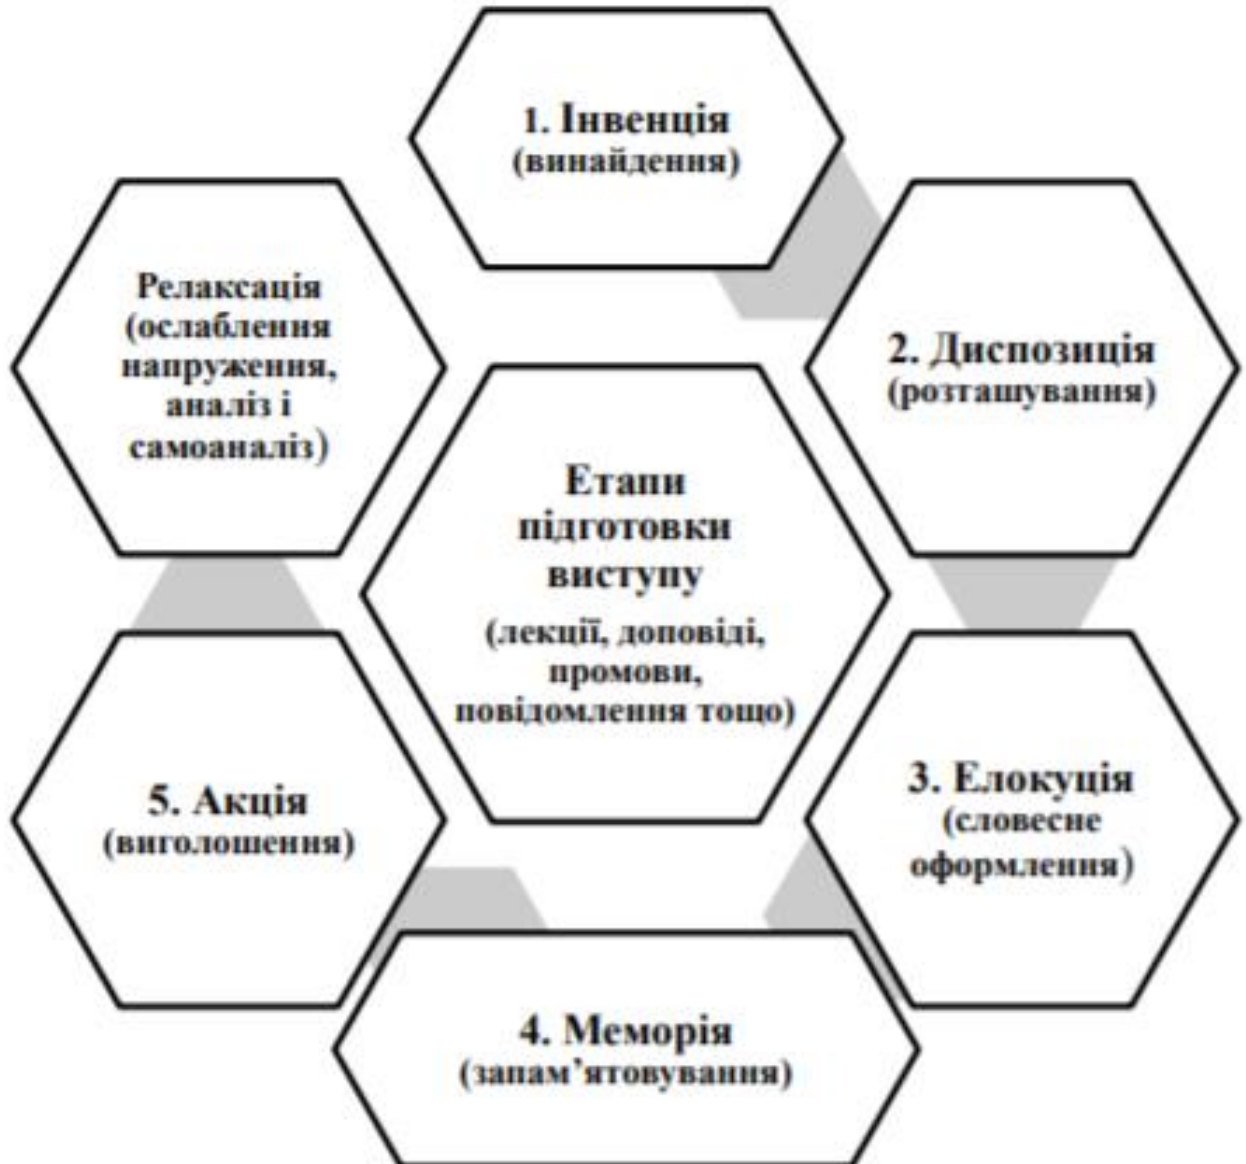 1. Інвенція
(винайдення)
2. Диспозиція
(розташування)
3. Елокуція
(словесне
оформлення)
4. Меморія
(запам’ятовування)
5. Акція
(виголошення)
Релаксація
(ослаблення
напруження,
аналіз і
самоаналіз)
Етапи
підготовки
виступу
(лекції, доповіді,
промови,
повідомлення тощо)